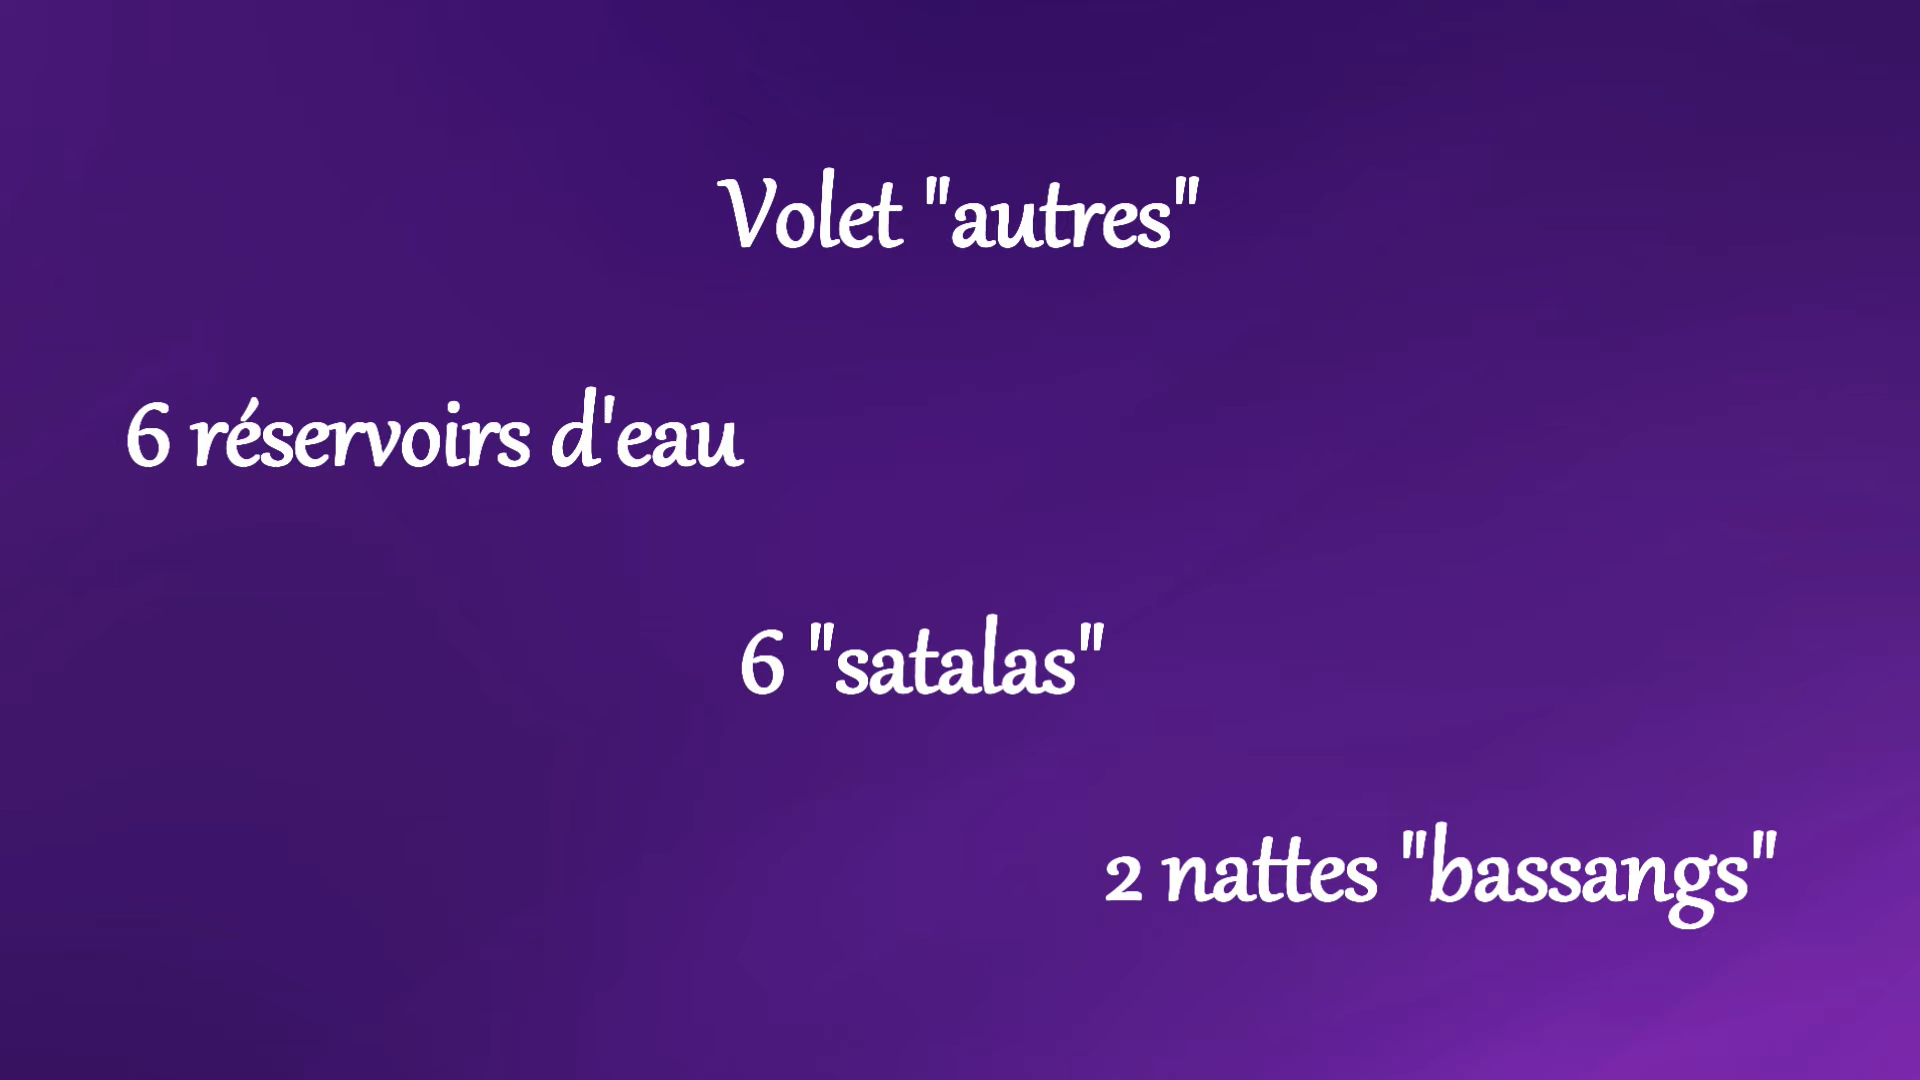 Volet "autres"
6 réservoirs d'eau
6 "satalas"
2 nattes "bassangs"